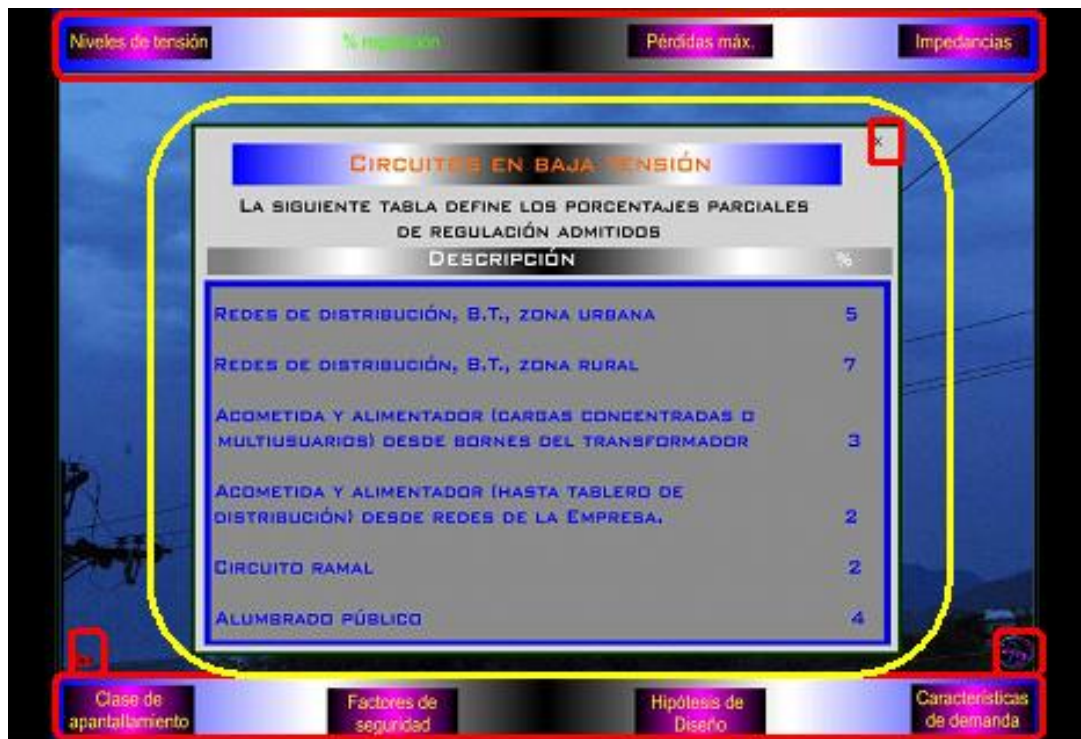 Niveles de tensión
% regulación
Pérdidas máx.
Impedancias
x
CIRCUITOS EN BAJA TENSIÓN
LA SIGUIENTE TABLA DEFINE LOS PORCENTAJES PARCIALES
DE REGULACIÓN ADMITIDOS
DESCRIPCIÓN %
REDES DE DISTRIBUCIÓN, B.T., ZONA URBANA 5
REDES DE DISTRIBUCIÓN, B.T., ZONA RURAL 7
ACOMETIDA Y ALIMENTADOR (CARGAS CONCENTRADAS O
MULTIUSUARIOS) DESDE BORNES DEL TRANSFORMADOR 3
ACOMETIDA Y ALIMENTADOR (HASTA TABLERO DE
DISTRIBUCIÓN) DESDE REDES DE LA EMPRESA. 2
CIRCUITO RAMAL 2
ALUMBRADO PÚBLICO 4
Clase de
apantallamiento
Factores de
seguridad
Hipótesis de
Diseño
Características
de demanda